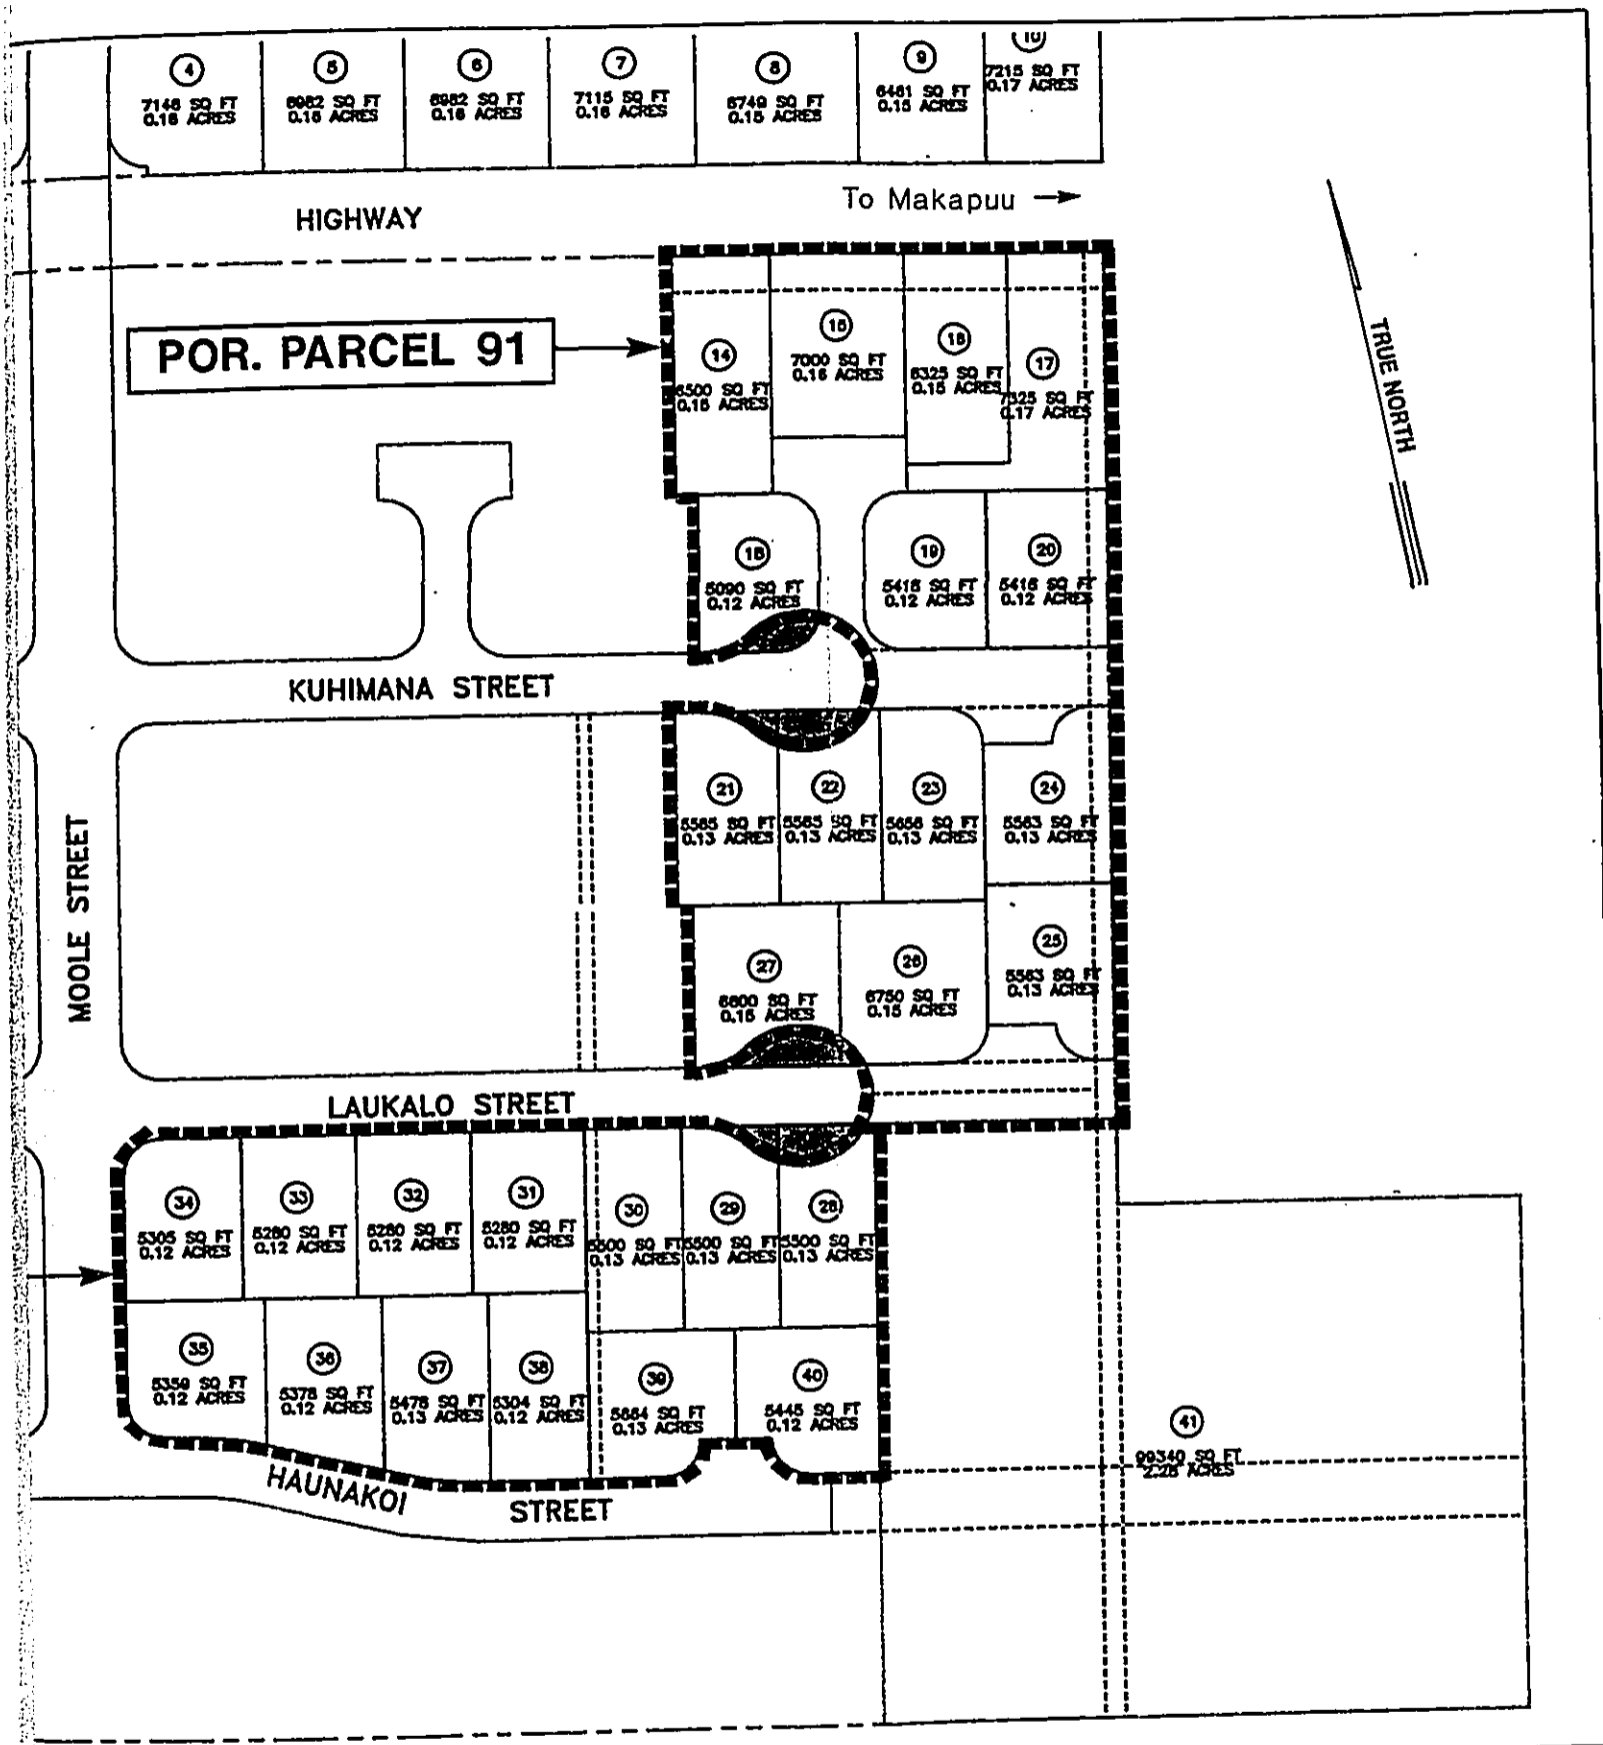 4
7146 SQ FT
0.16 ACRES
5
6982 SQ FT
0.16 ACRES
6
6982 SQ FT
0.16 ACRES
7
7115 SQ FT
0.16 ACRES
8
6749 SQ FT
0.15 ACRES
9
6461 SQ FT
0.15 ACRES
10
7215 SQ FT
0.17 ACRES
To Makapuu
HIGHWAY
POR. PARCEL 91
14
6500 SQ FT
0.15 ACRES
15
7000 SQ FT
0.16 ACRES
16
6325 SQ FT
0.15 ACRES
17
7325 SQ FT
0.17 ACRES
TRUE NORTH
18
5090 SQ FT
0.12 ACRES
19
5416 SQ FT
0.12 ACRES
20
5416 SQ FT
0.12 ACRES
KUHIMANA STREET
MOOLE STREET
21
5565 SQ FT
0.13 ACRES
22
5565 SQ FT
0.13 ACRES
23
5656 SQ FT
0.13 ACRES
24
5563 SQ FT
0.13 ACRES
25
5563 SQ FT
0.13 ACRES
27
6600 SQ FT
0.15 ACRES
26
6750 SQ FT
0.15 ACRES
LAUKALO STREET
34
5305 SQ FT
0.12 ACRES
33
5280 SQ FT
0.12 ACRES
32
5280 SQ FT
0.12 ACRES
31
5280 SQ FT
0.12 ACRES
30
5500 SQ FT
0.13 ACRES
29
5500 SQ FT
0.13 ACRES
28
5500 SQ FT
0.13 ACRES
35
5359 SQ FT
0.12 ACRES
36
5378 SQ FT
0.12 ACRES
37
5478 SQ FT
0.13 ACRES
38
5304 SQ FT
0.12 ACRES
39
5664 SQ FT
0.13 ACRES
40
5445 SQ FT
0.12 ACRES
41
99340 SQ FT
2.28 ACRES
HAUNAKOI STREET